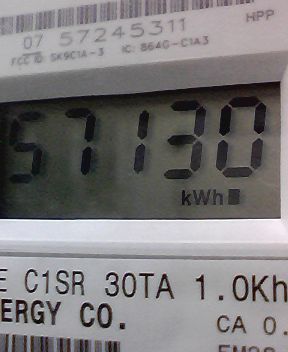 07 57245311
HPP
FCC ID: SK9C1A-3 IC: 864G-C1A3
57130
kWh
E C1SR 30TA 1.0Kh
ERGY CO.
CA 0.